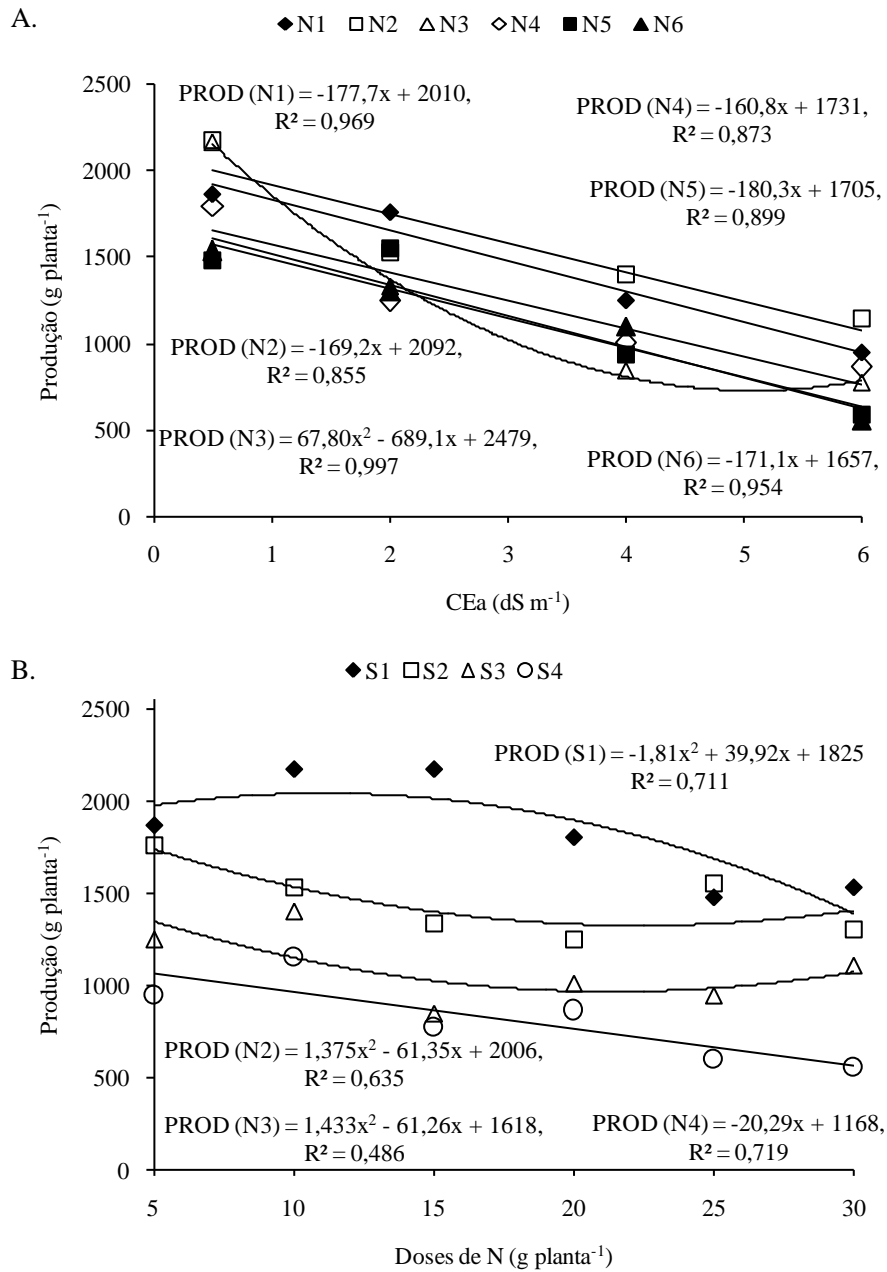 A.
N1 N2 N3 N4 N5 N6
2500
2000
1500
1000
500
0
Produção (g planta⁻¹)
PROD (N1) = -177,7x + 2010,
R² = 0,969
PROD (N4) = -160,8x + 1731,
R² = 0,873
PROD (N5) = -180,3x + 1705,
R² = 0,899
PROD (N2) = -169,2x + 2092,
R² = 0,855
PROD (N3) = 67,80x² - 689,1x + 2479,
R² = 0,997
PROD (N6) = -171,1x + 1657,
R² = 0,954
0 1 2 3 4 5 6
CEa (dS m⁻¹)
B.
S1 S2 S3 S4
2500
2000
1500
1000
500
0
Produção (g planta⁻¹)
PROD (S1) = -1,81x² + 39,92x + 1825
R² = 0,711
PROD (N2) = 1,375x² - 61,35x + 2006,
R² = 0,635
PROD (N3) = 1,433x² - 61,26x + 1618,
R² = 0,486
PROD (N4) = -20,29x + 1168,
R² = 0,719
5 10 15 20 25 30
Doses de N (g planta⁻¹)